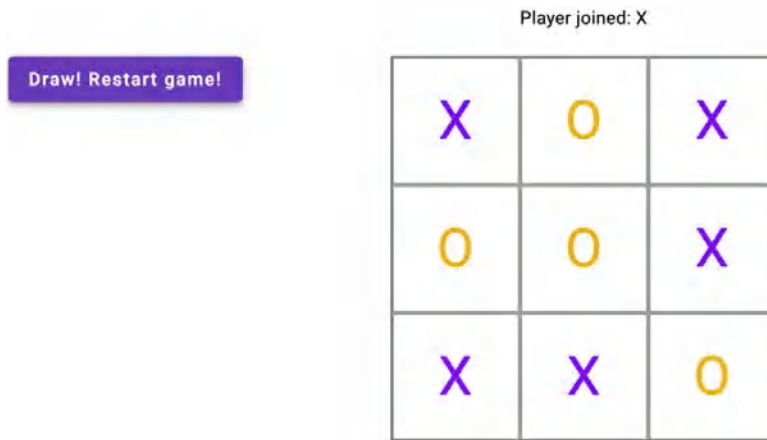 Player joined: X
Draw! Restart game!
X O X
O O X
X X O